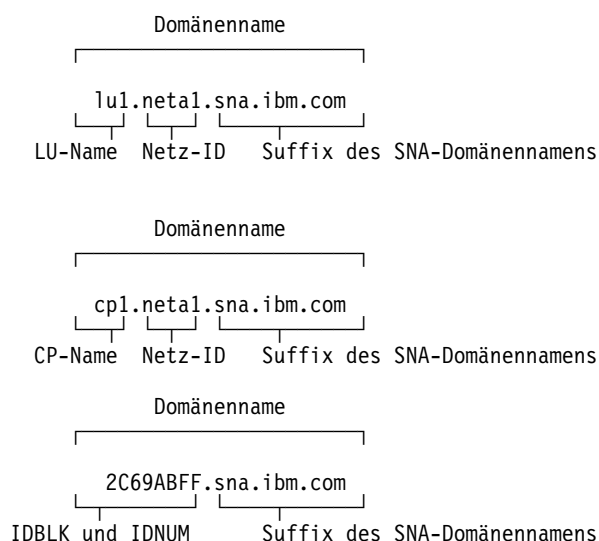 Domänenname
lu1.neta1.sna.ibm.com
LU-Name Netz-ID Suffix des SNA-Domänennamens
Domänenname
cp1.neta1.sna.ibm.com
CP-Name Netz-ID Suffix des SNA-Domänennamens
Domänenname
2C69ABFF.sna.ibm.com
IDBLK und IDNUM Suffix des SNA-Domänennamens